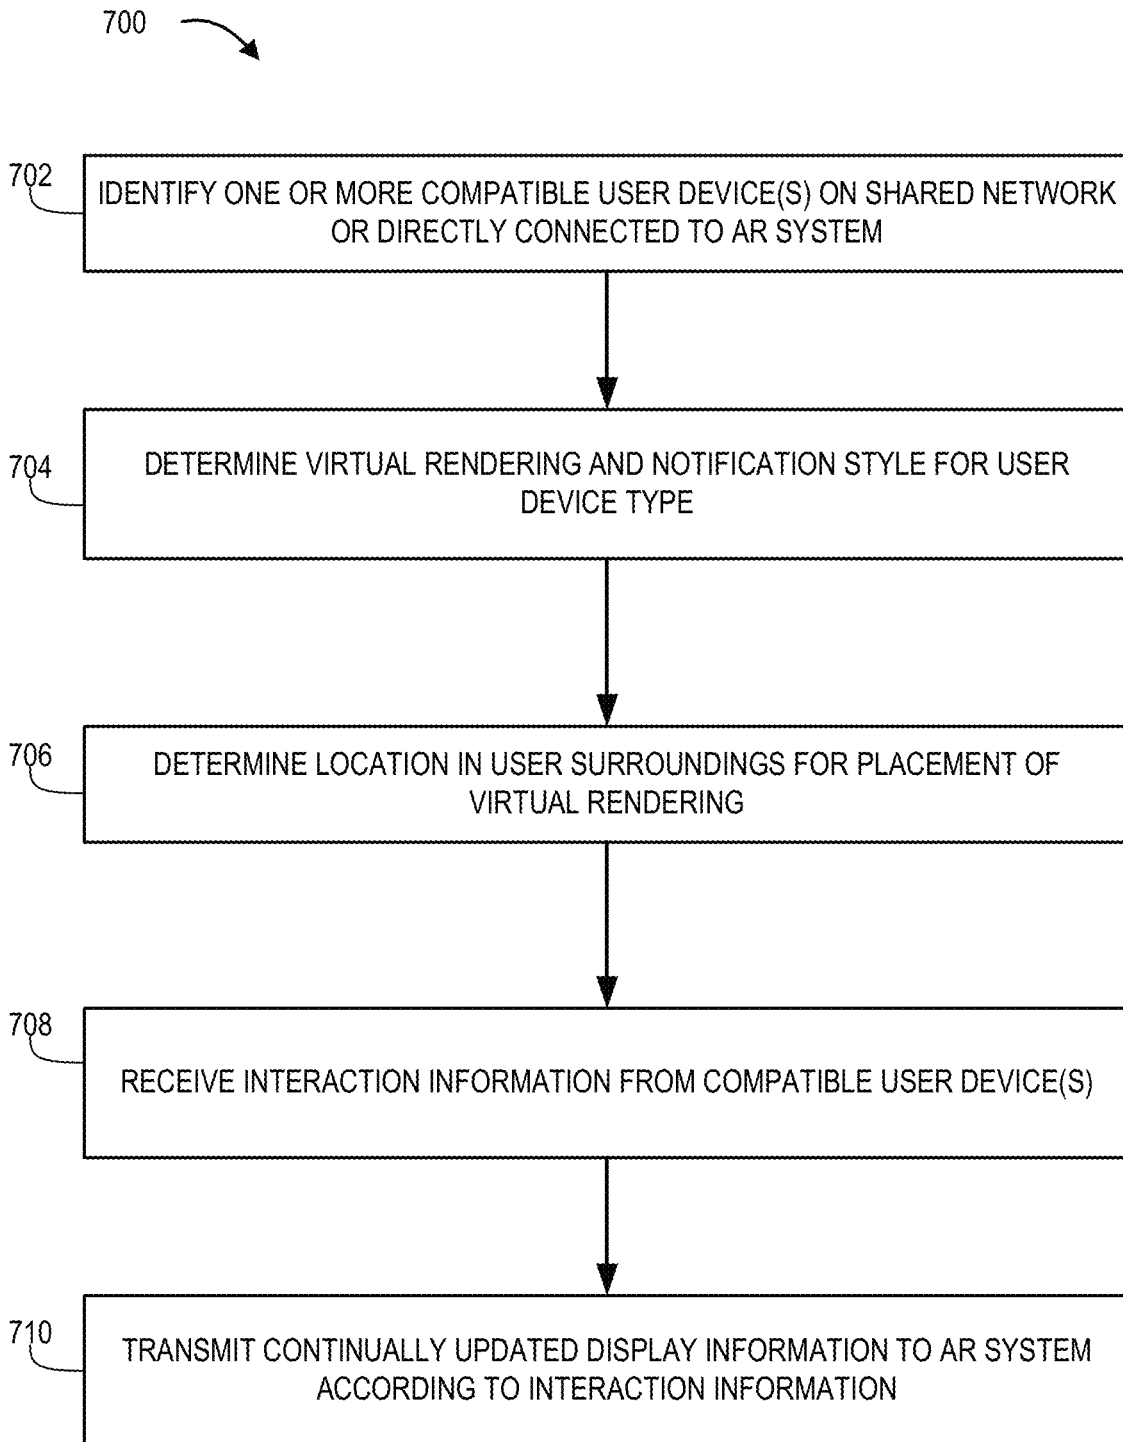 700
702
IDENTIFY ONE OR MORE COMPATIBLE USER DEVICE(S) ON SHARED NETWORK
OR DIRECTLY CONNECTED TO AR SYSTEM
704
DETERMINE VIRTUAL RENDERING AND NOTIFICATION STYLE FOR USER
DEVICE TYPE
706
DETERMINE LOCATION IN USER SURROUNDINGS FOR PLACEMENT OF
VIRTUAL RENDERING
708
RECEIVE INTERACTION INFORMATION FROM COMPATIBLE USER DEVICE(S)
710
TRANSMIT CONTINUALLY UPDATED DISPLAY INFORMATION TO AR SYSTEM
ACCORDING TO INTERACTION INFORMATION